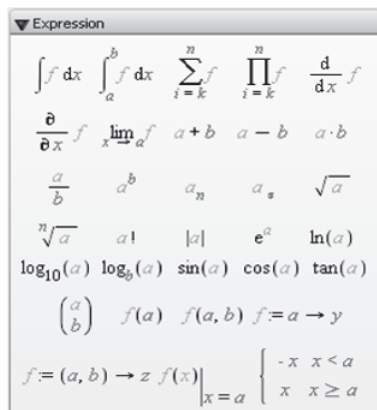 Expression
∫ f dx ∫_a^b f dx ∑_{i=k}^n f ∏_{i=k}^n f d/dx f
∂/∂x f lim_{x→a} f a + b a − b a · b
a/b a^b a_n a_* √a
ⁿ√a a! |a| e^a ln(a)
log₁₀(a) log_b(a) sin(a) cos(a) tan(a)
(a b) f(a) f(a, b) f := a → y
f := (a, b) → z f(x)|_{x = a} { -x x < a
x x ≥ a